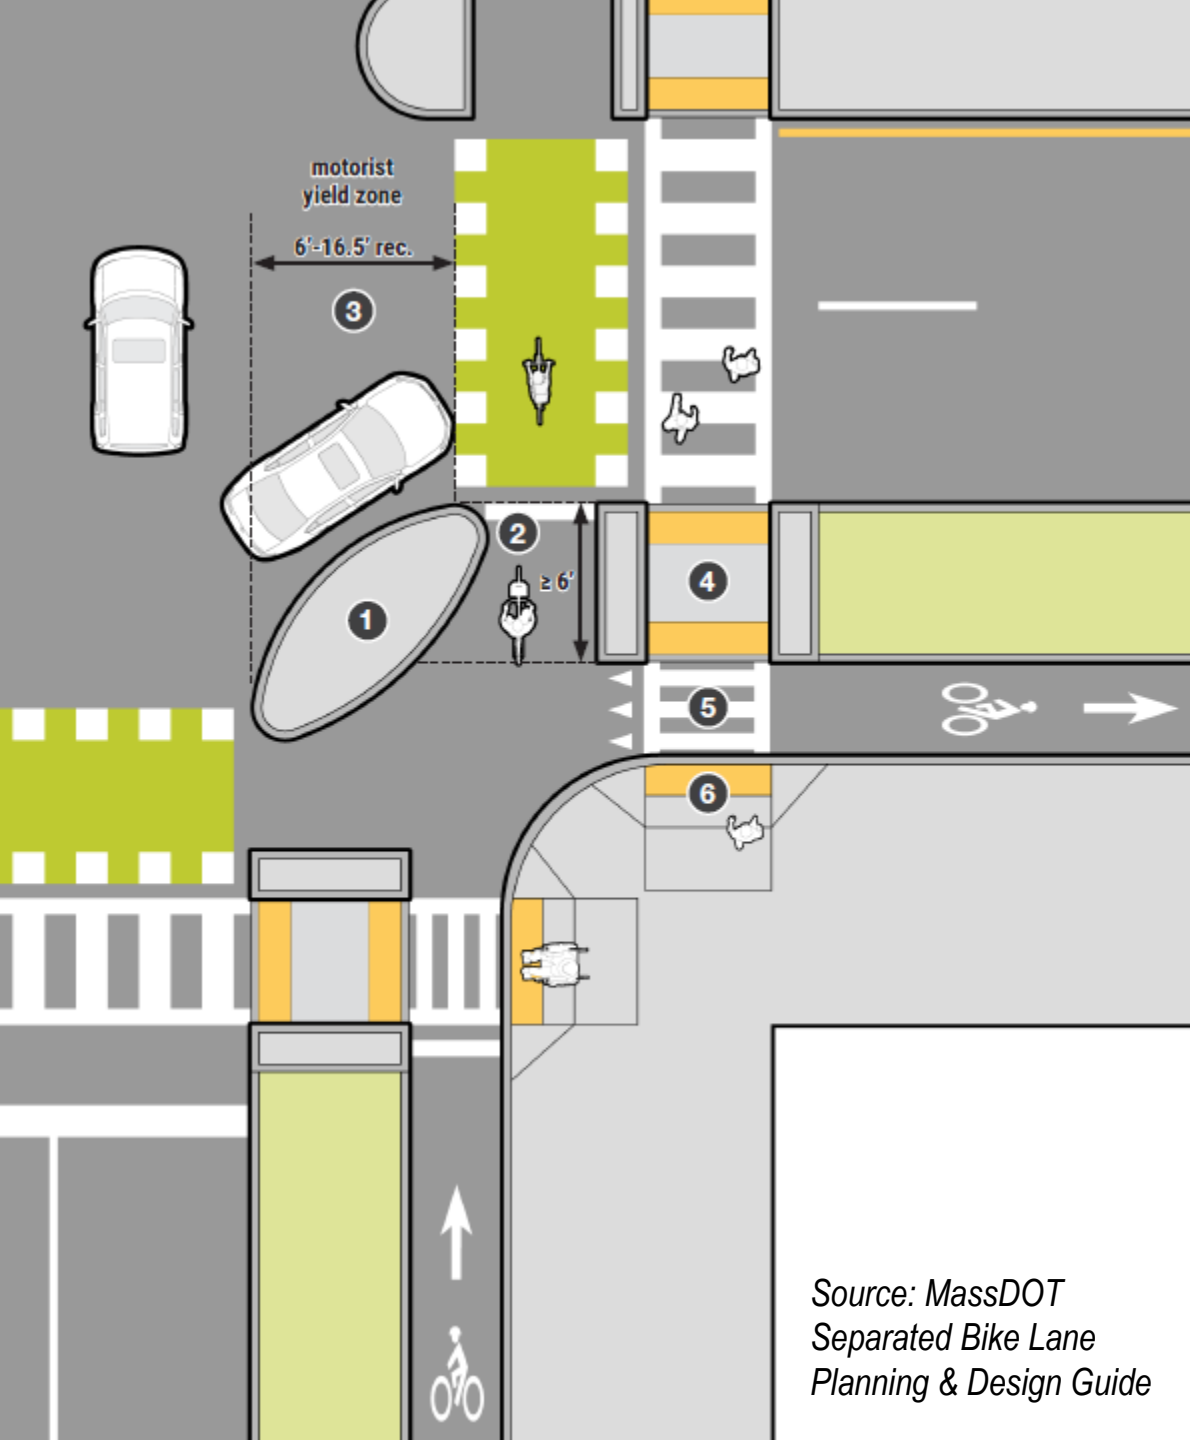 motorist
yield zone
6'-16.5' rec.
3
2
≥ 6'
4
1
5
6
Source: MassDOT
Separated Bike Lane
Planning & Design Guide